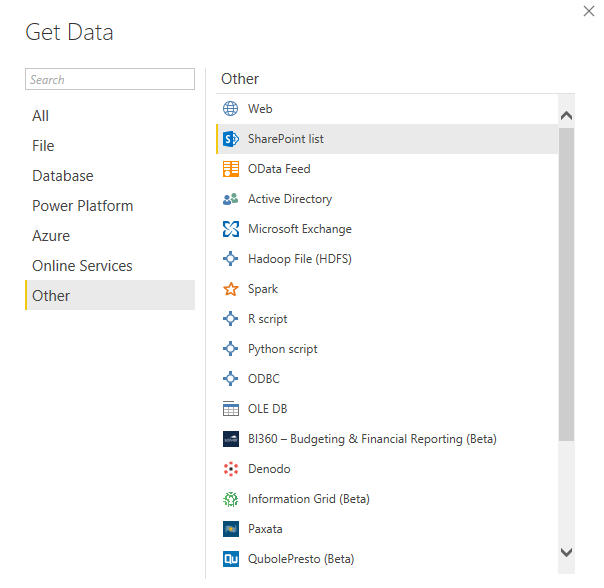 Get Data
Search
All
File
Database
Power Platform
Azure
Online Services
Other
Other
Web
SharePoint list
OData Feed
Active Directory
Microsoft Exchange
Hadoop File (HDFS)
Spark
R script
Python script
ODBC
OLE DB
BI360 – Budgeting & Financial Reporting (Beta)
Denodo
Information Grid (Beta)
Paxata
Qu
QubolePresto (Beta)